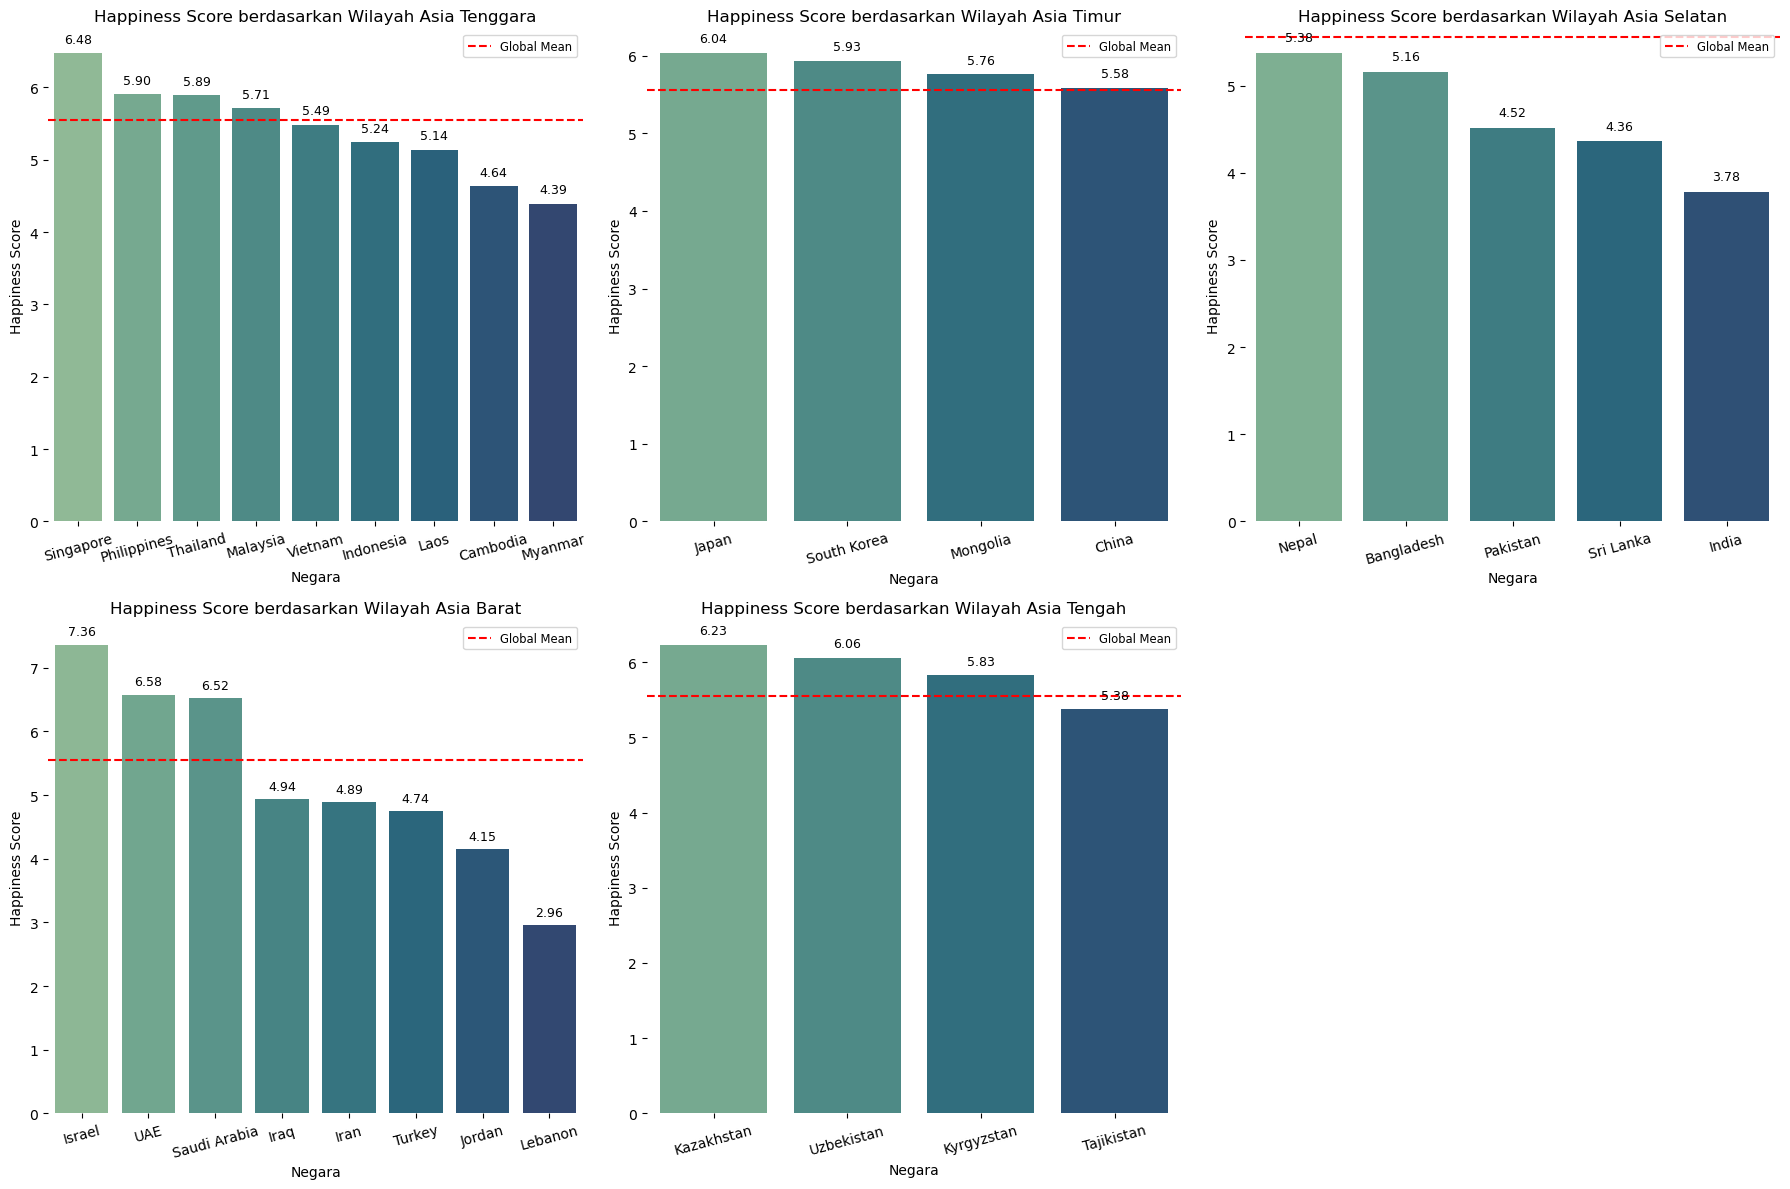 Happiness Score berdasarkan Wilayah Asia Tenggara
Global Mean
6.48
5.90
5.89
5.71
5.49
5.24
5.14
4.64
4.39
Happiness Score
6
5
4
3
2
1
0
Singapore
Philippines
Thailand
Malaysia
Vietnam
Indonesia
Laos
Cambodia
Myanmar
Negara
Happiness Score berdasarkan Wilayah Asia Timur
Global Mean
6.04
5.93
5.76
5.58
Happiness Score
6
5
4
3
2
1
0
Japan
South Korea
Mongolia
China
Negara
Happiness Score berdasarkan Wilayah Asia Selatan
Global Mean
5.38
5.16
4.52
4.36
3.78
Happiness Score
5
4
3
2
1
0
Nepal
Bangladesh
Pakistan
Sri Lanka
India
Negara
Happiness Score berdasarkan Wilayah Asia Barat
Global Mean
7.36
6.58
6.52
4.94
4.89
4.74
4.15
2.96
Happiness Score
7
6
5
4
3
2
1
0
Israel
UAE
Saudi Arabia
Iraq
Iran
Turkey
Jordan
Lebanon
Negara
Happiness Score berdasarkan Wilayah Asia Tengah
Global Mean
6.23
6.06
5.83
5.38
Happiness Score
6
5
4
3
2
1
0
Kazakhstan
Uzbekistan
Kyrgyzstan
Tajikistan
Negara